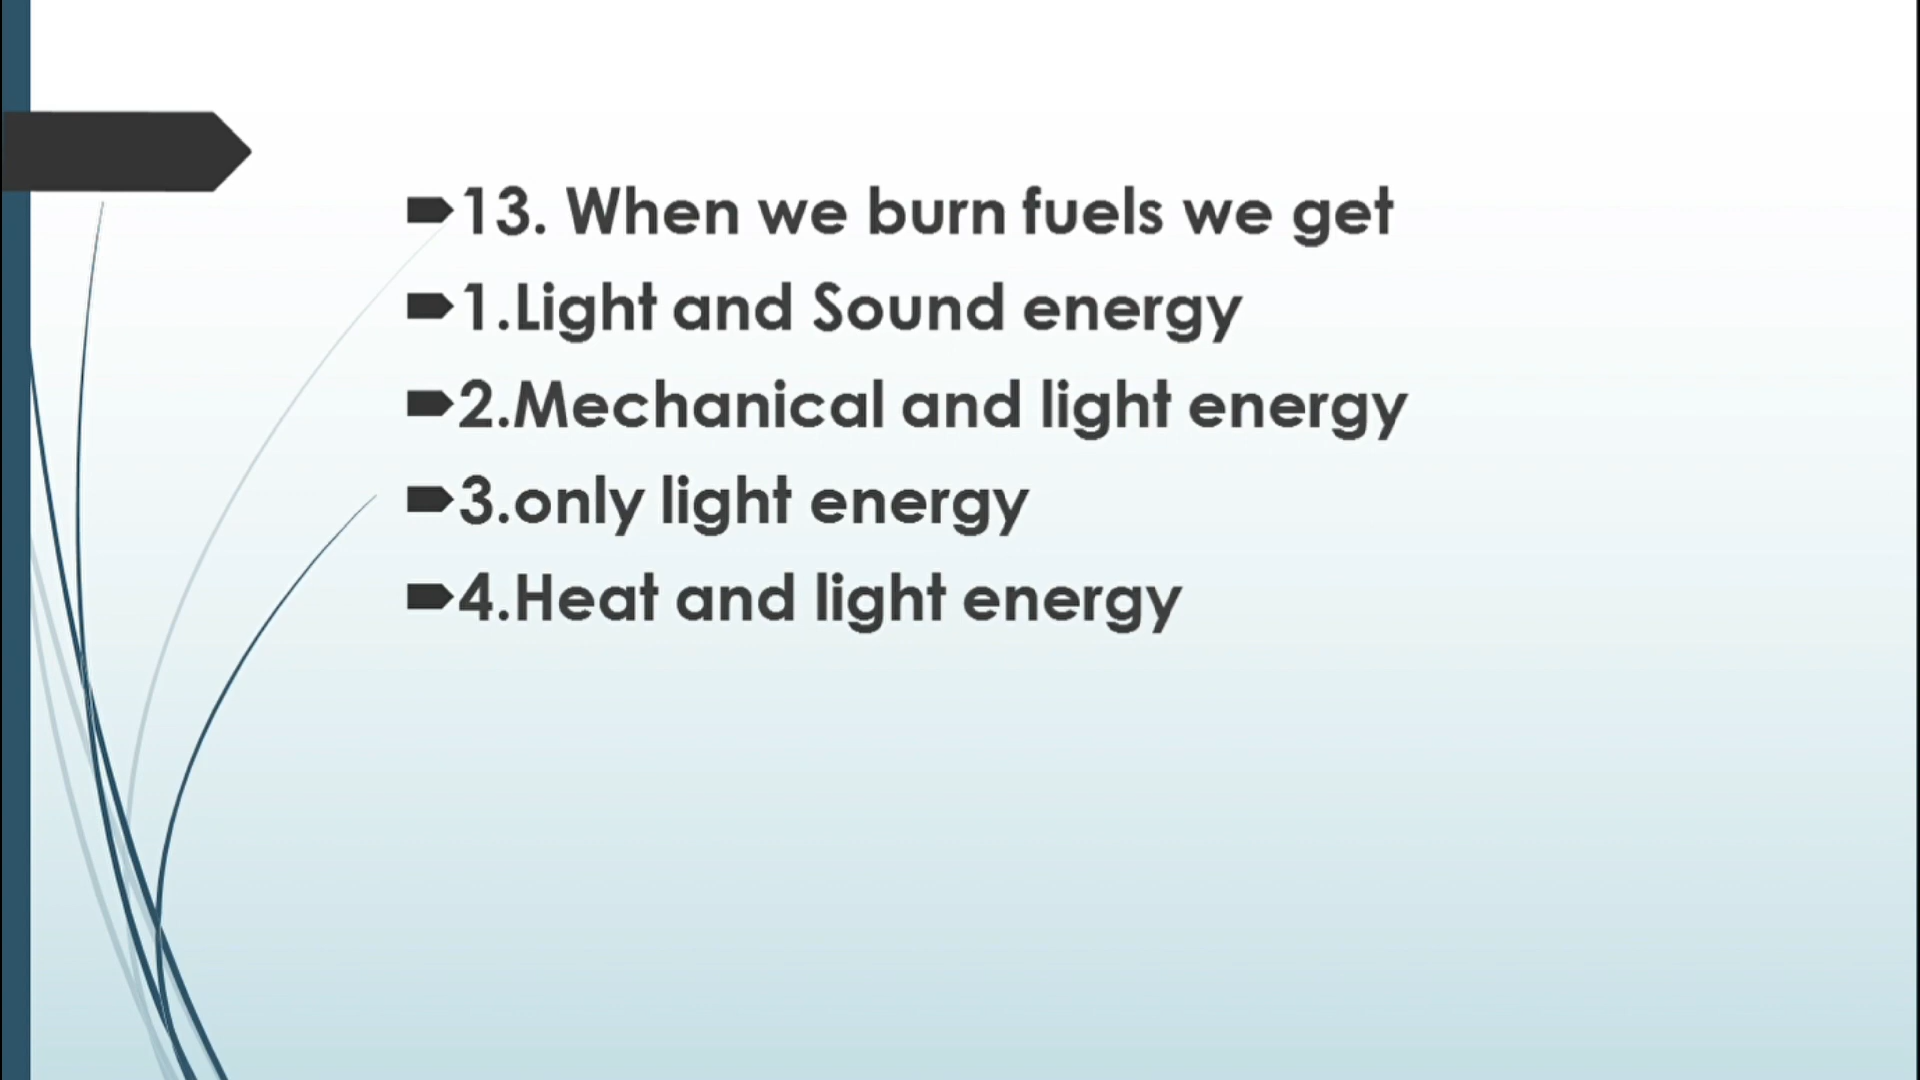 13. When we burn fuels we get
1.Light and Sound energy
2.Mechanical and light energy
3.only light energy
4.Heat and light energy